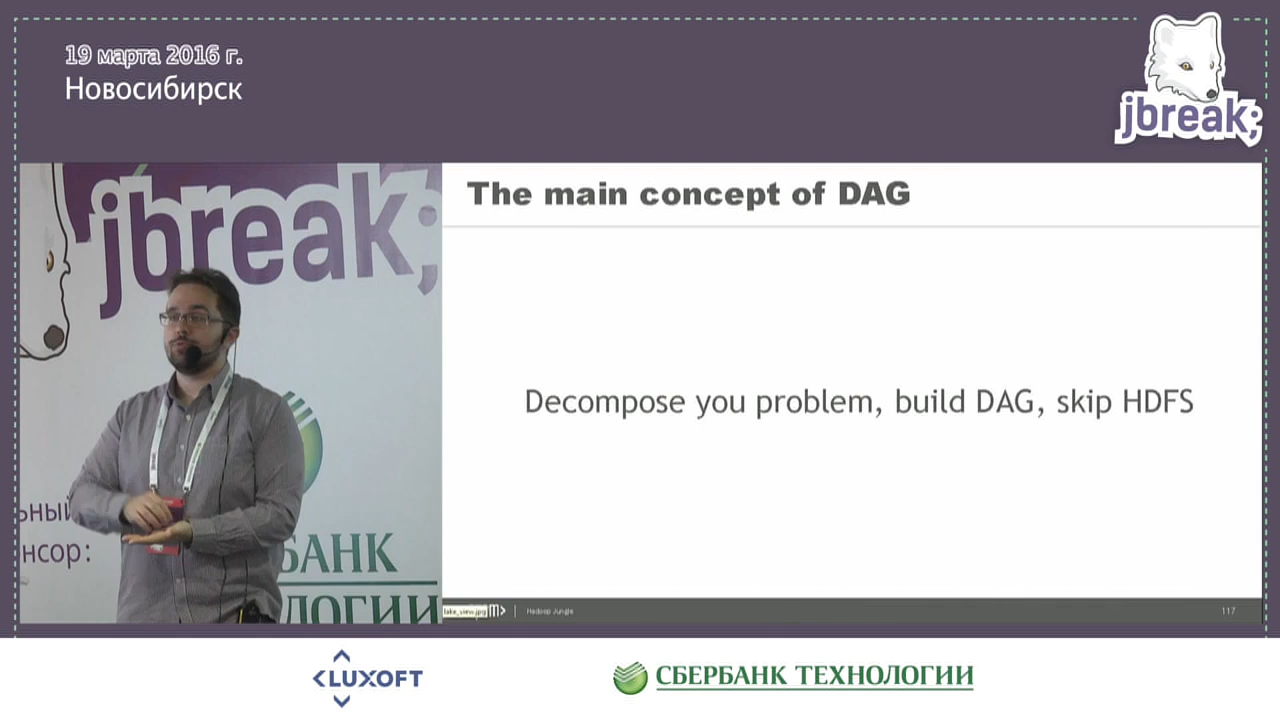 19 марта 2016 г.
Новосибирск
jbreak;
jbreak;
ьный
нсор:
БАНК
ЛОГИИ
The main concept of DAG
Decompose you problem, build DAG, skip HDFS
fake_view.jpg
m>
Hadoop Jungle
117
LUXOFT
СБЕРБАНК ТЕХНОЛОГИИ